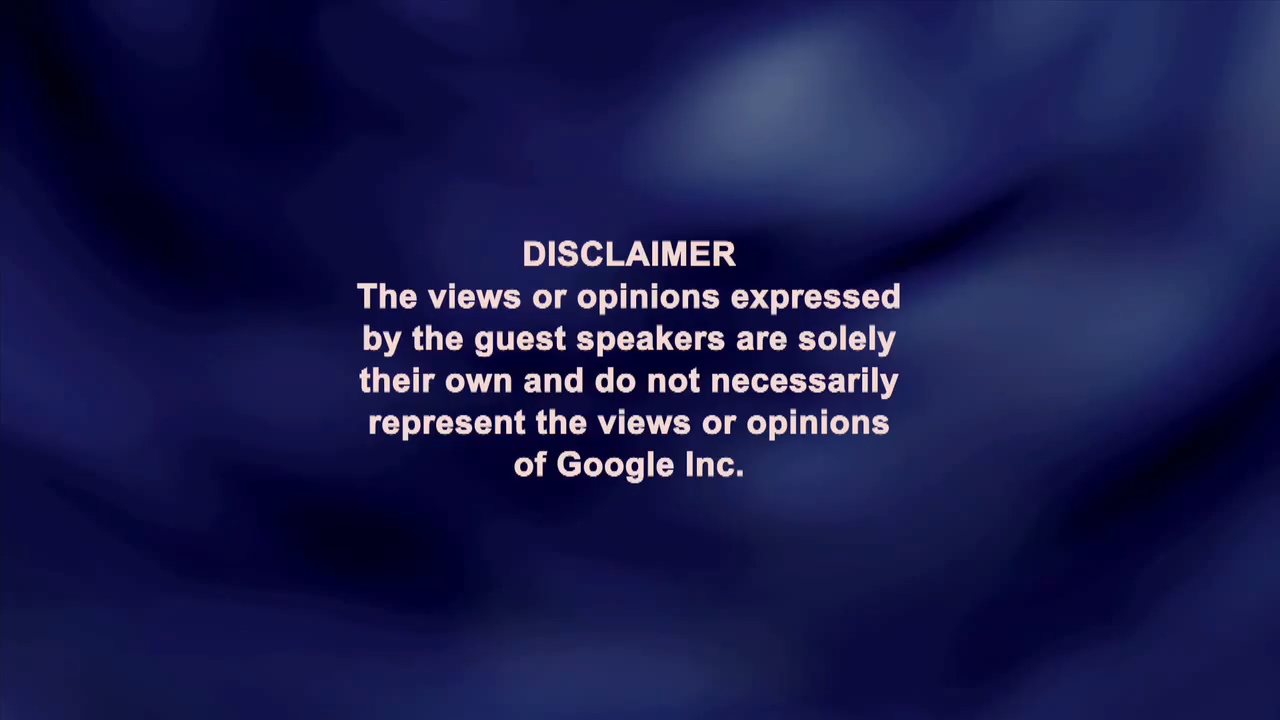 DISCLAIMER
The views or opinions expressed
by the guest speakers are solely
their own and do not necessarily
represent the views or opinions
of Google Inc.